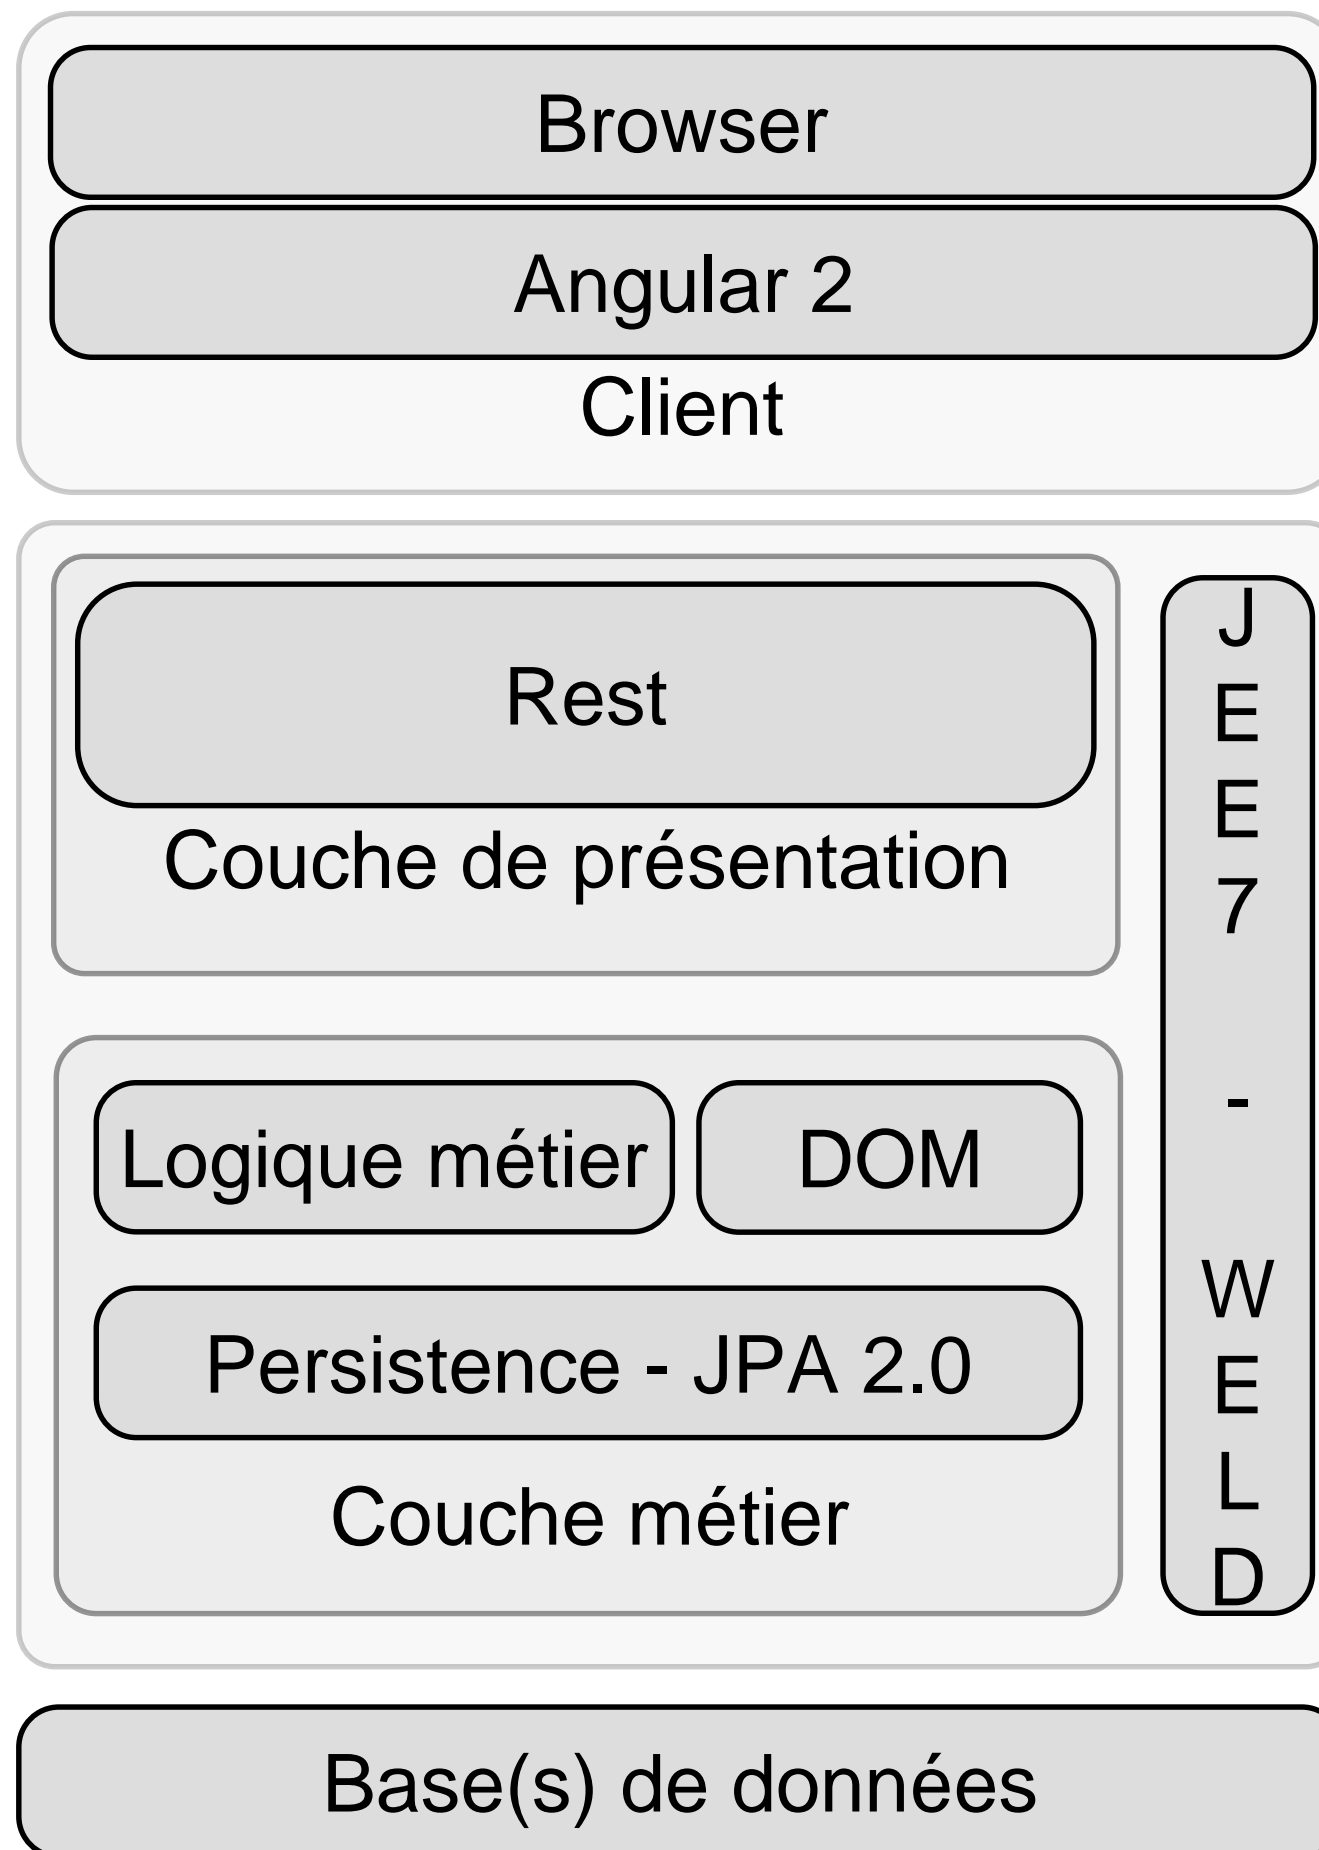 Browser
Angular 2
Client
Rest
Couche de présentation
Logique métier
DOM
Persistence - JPA 2.0
Couche métier
J
E
E
7
-
W
E
L
D
Base(s) de données